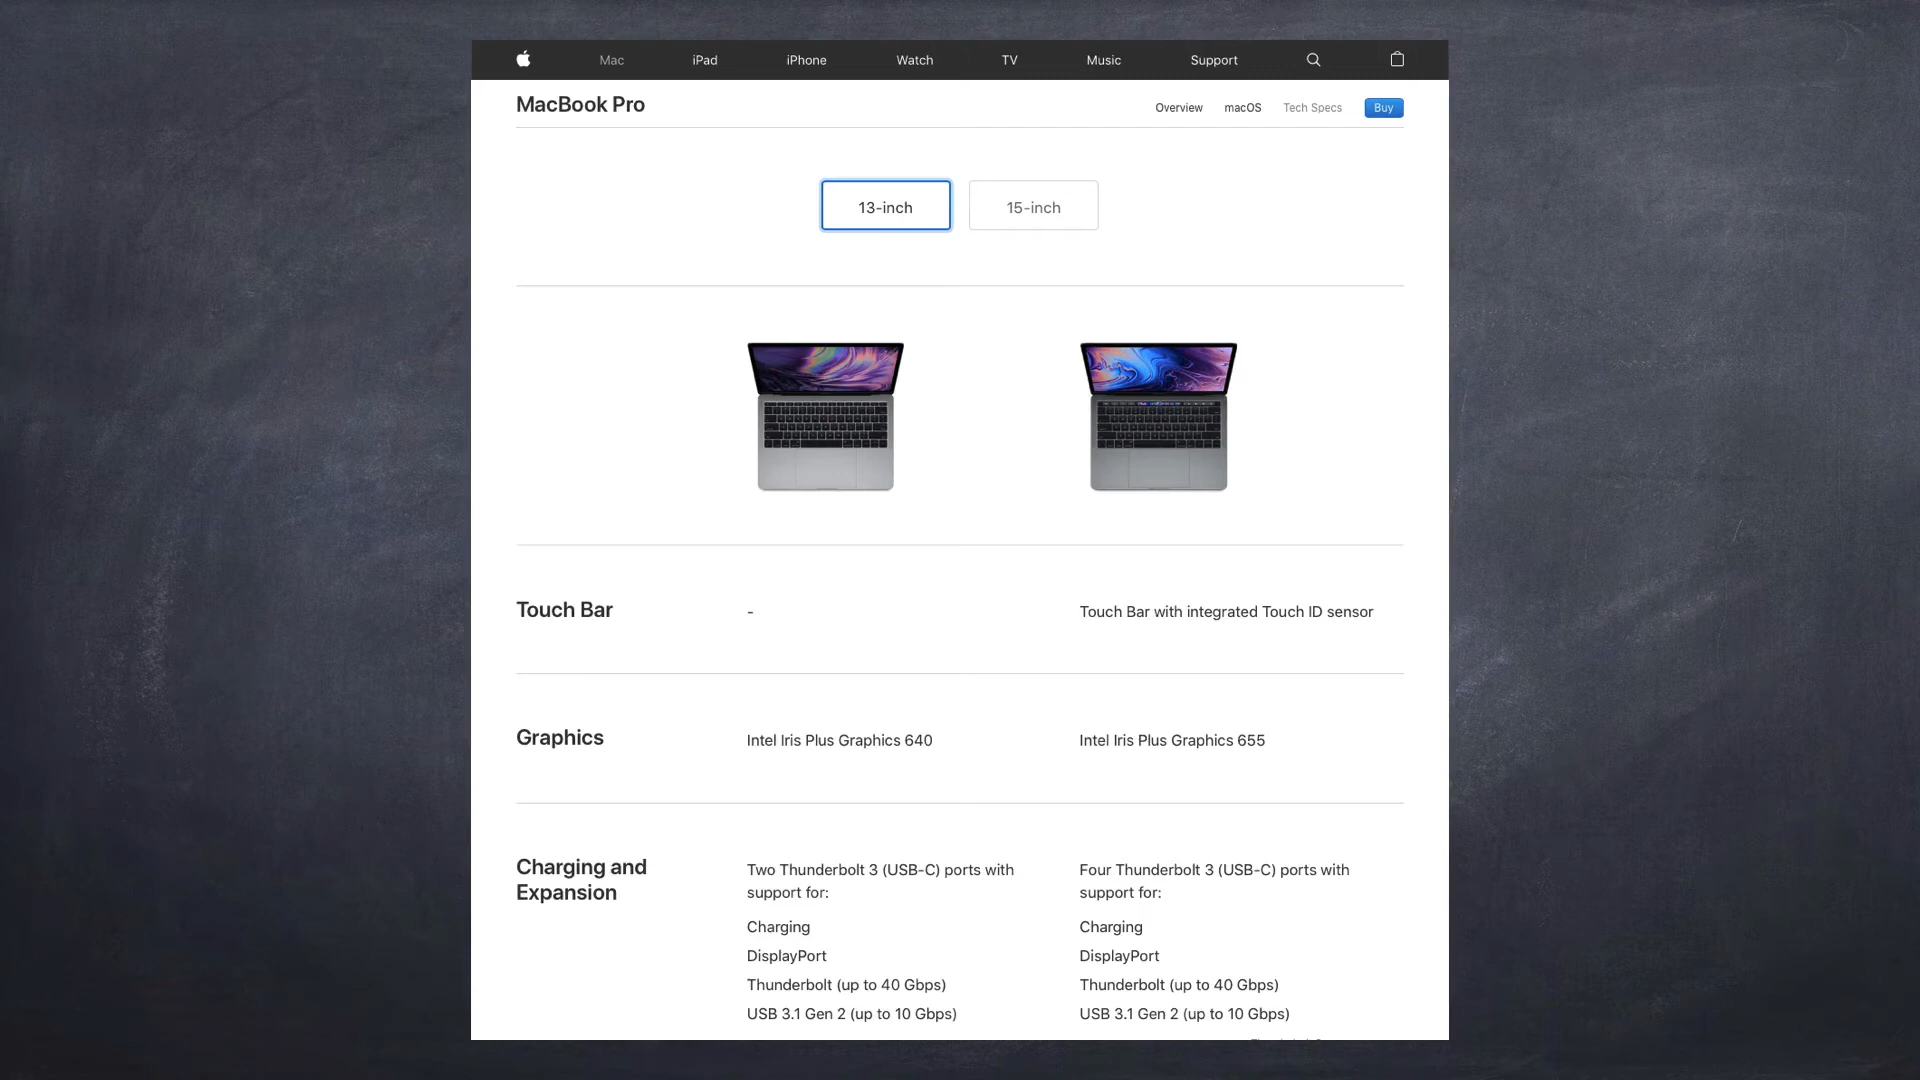 Mac iPad iPhone Watch TV Music Support
MacBook Pro
Overview macOS Tech Specs Buy
13-inch 15-inch
Touch Bar - Touch Bar with integrated Touch ID sensor
Graphics Intel Iris Plus Graphics 640 Intel Iris Plus Graphics 655
Charging and
Expansion
Two Thunderbolt 3 (USB-C) ports with
support for:
Charging
DisplayPort
Thunderbolt (up to 40 Gbps)
USB 3.1 Gen 2 (up to 10 Gbps)
Four Thunderbolt 3 (USB-C) ports with
support for:
Charging
DisplayPort
Thunderbolt (up to 40 Gbps)
USB 3.1 Gen 2 (up to 10 Gbps)